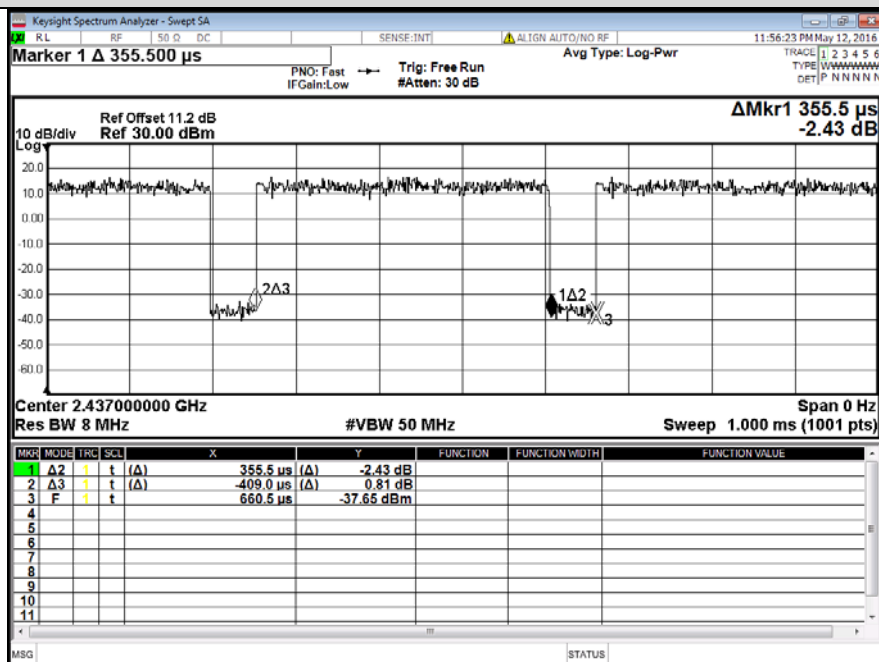 Keysight Spectrum Analyzer - Swept SA
LXI RL RF 50 Ω DC SENSE:INT ALIGN AUTO/NO RF 11:56:23 PM May 12, 2016
Marker 1 Δ 355.500 µs
PNO: Fast
IFGain:Low
Trig: Free Run
#Atten: 30 dB
Avg Type: Log-Pwr
TRACE 1 2 3 4 5 6
TYPE WWWWWW
DET P N N N N N
10 dB/div
Log
Ref Offset 11.2 dB
Ref 30.00 dBm
ΔMkr1 355.5 µs
-2.43 dB
20.0
10.0
0.00
-10.0
-20.0
-30.0
-40.0
-50.0
-60.0
2Δ3
1Δ2
3
Center 2.437000000 GHz Span 0 Hz
Res BW 8 MHz #VBW 50 MHz Sweep 1.000 ms (1001 pts)
MKR MODE TRC SCL X Y FUNCTION FUNCTION WIDTH FUNCTION VALUE
1 Δ2 1 t (Δ) 355.5 µs (Δ) -2.43 dB
2 Δ3 1 t (Δ) -409.0 µs (Δ) 0.81 dB
3 F 1 t 660.5 µs -37.65 dBm
4
5
6
7
8
9
10
11
MSG STATUS